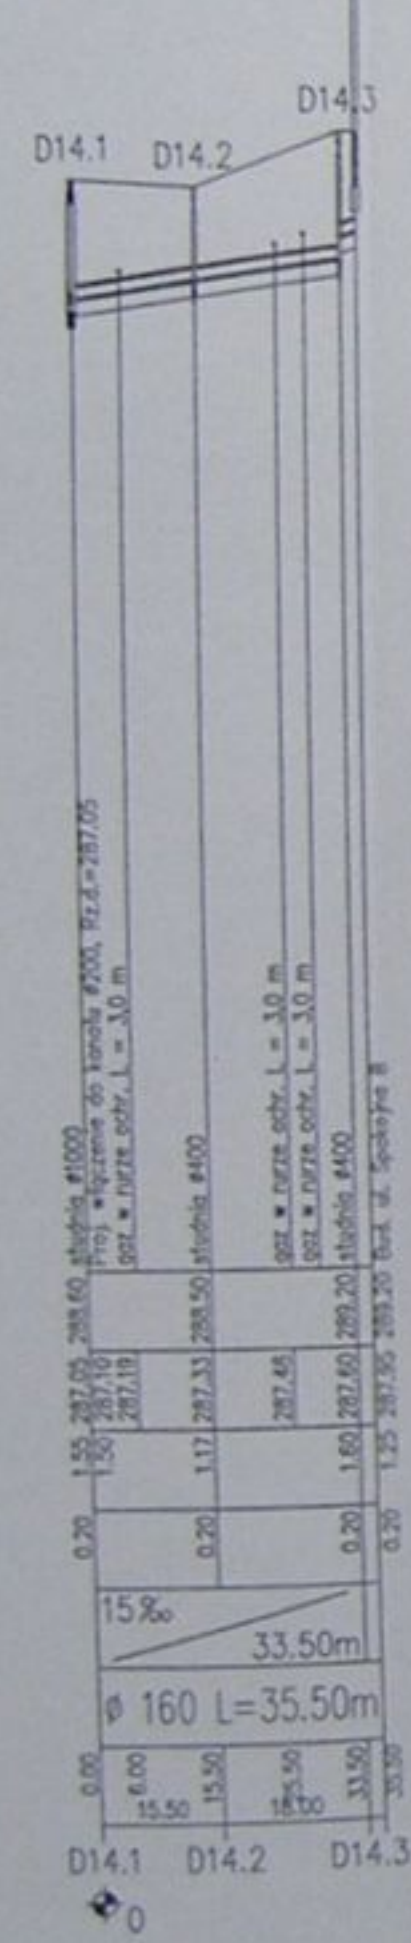 D14.1
D14.2
D14.3
studnia ø1000
Proj. włączenie do kanału ø200, Rz.d.=287.05
gaz w rurze ochr. L = 3,0 m
studnia ø400
gaz w rurze ochr. L = 3,0 m
gaz w rurze ochr. L = 3,0 m
studnia ø400
Bud. ul. Spokojna 8
288.60
288.50
289.20
289.20
287.05
287.10
287.19
287.33
287.48
287.60
287.95
1.55
1.50
1.17
1.60
1.25
0.20
0.20
0.20
0.20
15‰
33.50m
ø 160 L=35.50m
0.00
6.00
15.50
25.50
33.50
35.50
15.50
18.00
D14.1
D14.2
D14.3
0